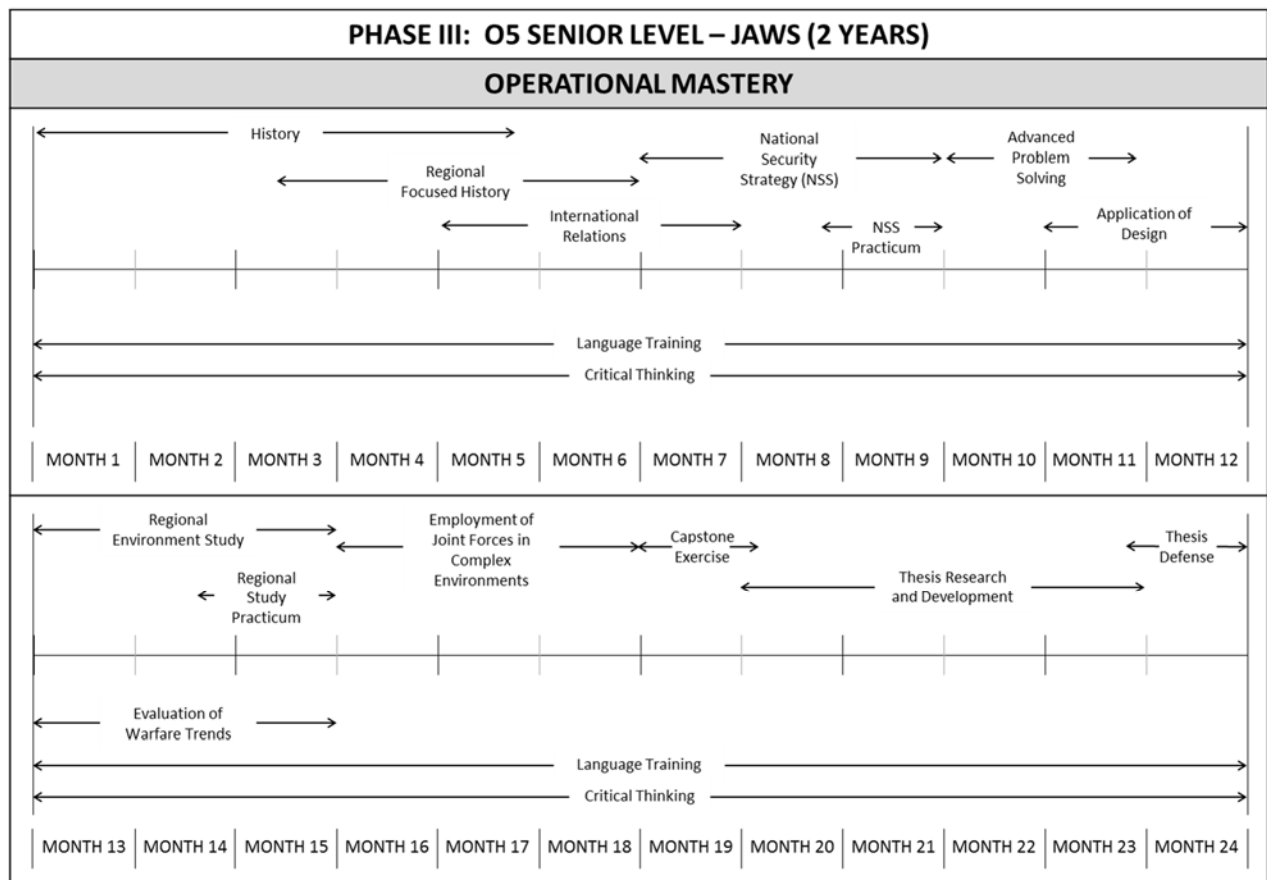 PHASE III:  O5 SENIOR LEVEL – JAWS (2 YEARS)
OPERATIONAL MASTERY
History
Regional
Focused History
International
Relations
National
Security
Strategy (NSS)
NSS
Practicum
Advanced
Problem
Solving
Application of
Design
Language Training
Critical Thinking
MONTH 1
MONTH 2
MONTH 3
MONTH 4
MONTH 5
MONTH 6
MONTH 7
MONTH 8
MONTH 9
MONTH 10
MONTH 11
MONTH 12
Regional
Environment Study
Regional
Study
Practicum
Employment of
Joint Forces in
Complex
Environments
Capstone
Exercise
Thesis Research
and Development
Thesis
Defense
Evaluation of
Warfare Trends
Language Training
Critical Thinking
MONTH 13
MONTH 14
MONTH 15
MONTH 16
MONTH 17
MONTH 18
MONTH 19
MONTH 20
MONTH 21
MONTH 22
MONTH 23
MONTH 24